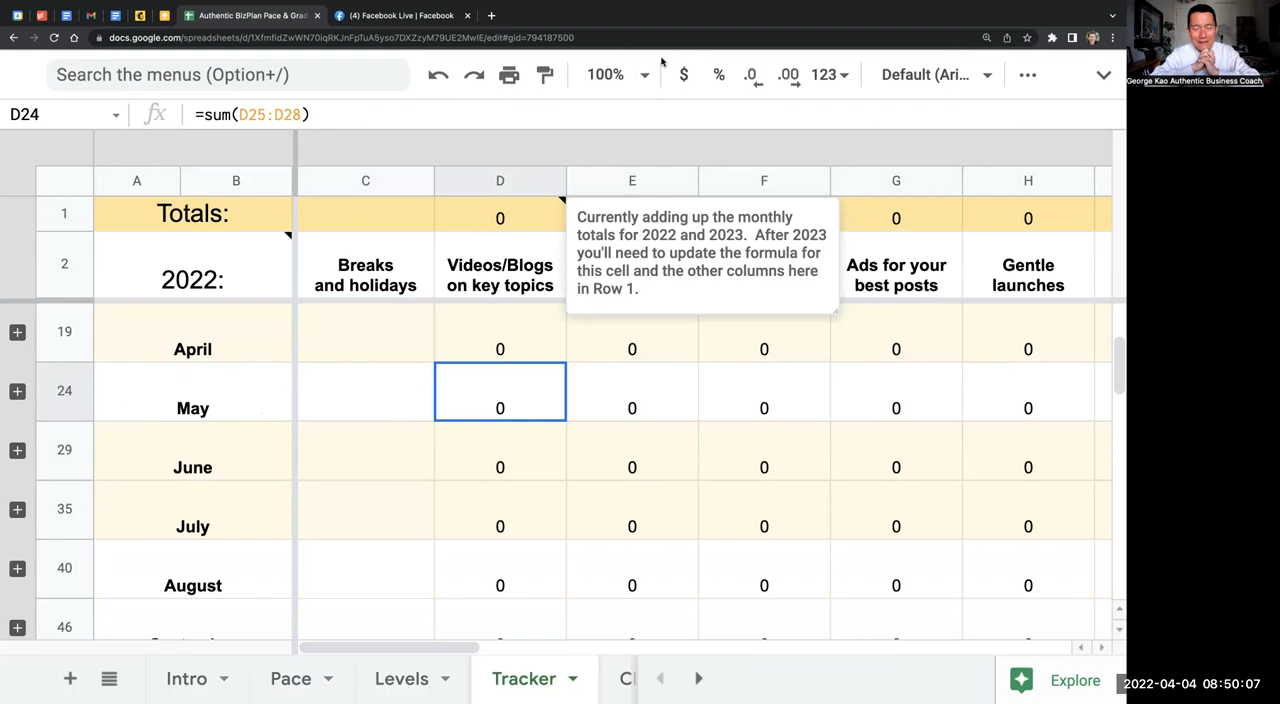 Authentic BizPlan Pace & Grad
(4) Facebook Live | Facebook
docs.google.com/spreadsheets/d/1XfmfidZwWN70iqRKJnFpTuA5yso7DXZzyM79UE2MwIE/edit#gid=794187500
George Kao Authentic Business Coach
Search the menus (Option+/)
100%
$
%
.0
.00
123
Default (Ari...
D24
fx
=sum(D25:D28)
A B C D E F G H
1 Totals: 0 0 0
Currently adding up the monthly
totals for 2022 and 2023. After 2023
you'll need to update the formula for
this cell and the other columns here
in Row 1.
2 2022:
Breaks
and holidays
Videos/Blogs
on key topics
Ads for your
best posts
Gentle
launches
19 April 0 0 0 0 0
24 May 0 0 0 0 0
29 June 0 0 0 0 0
35 July 0 0 0 0 0
40 August 0 0 0 0 0
46
Intro
Pace
Levels
Tracker
Explore
2022-04-04 08:50:07